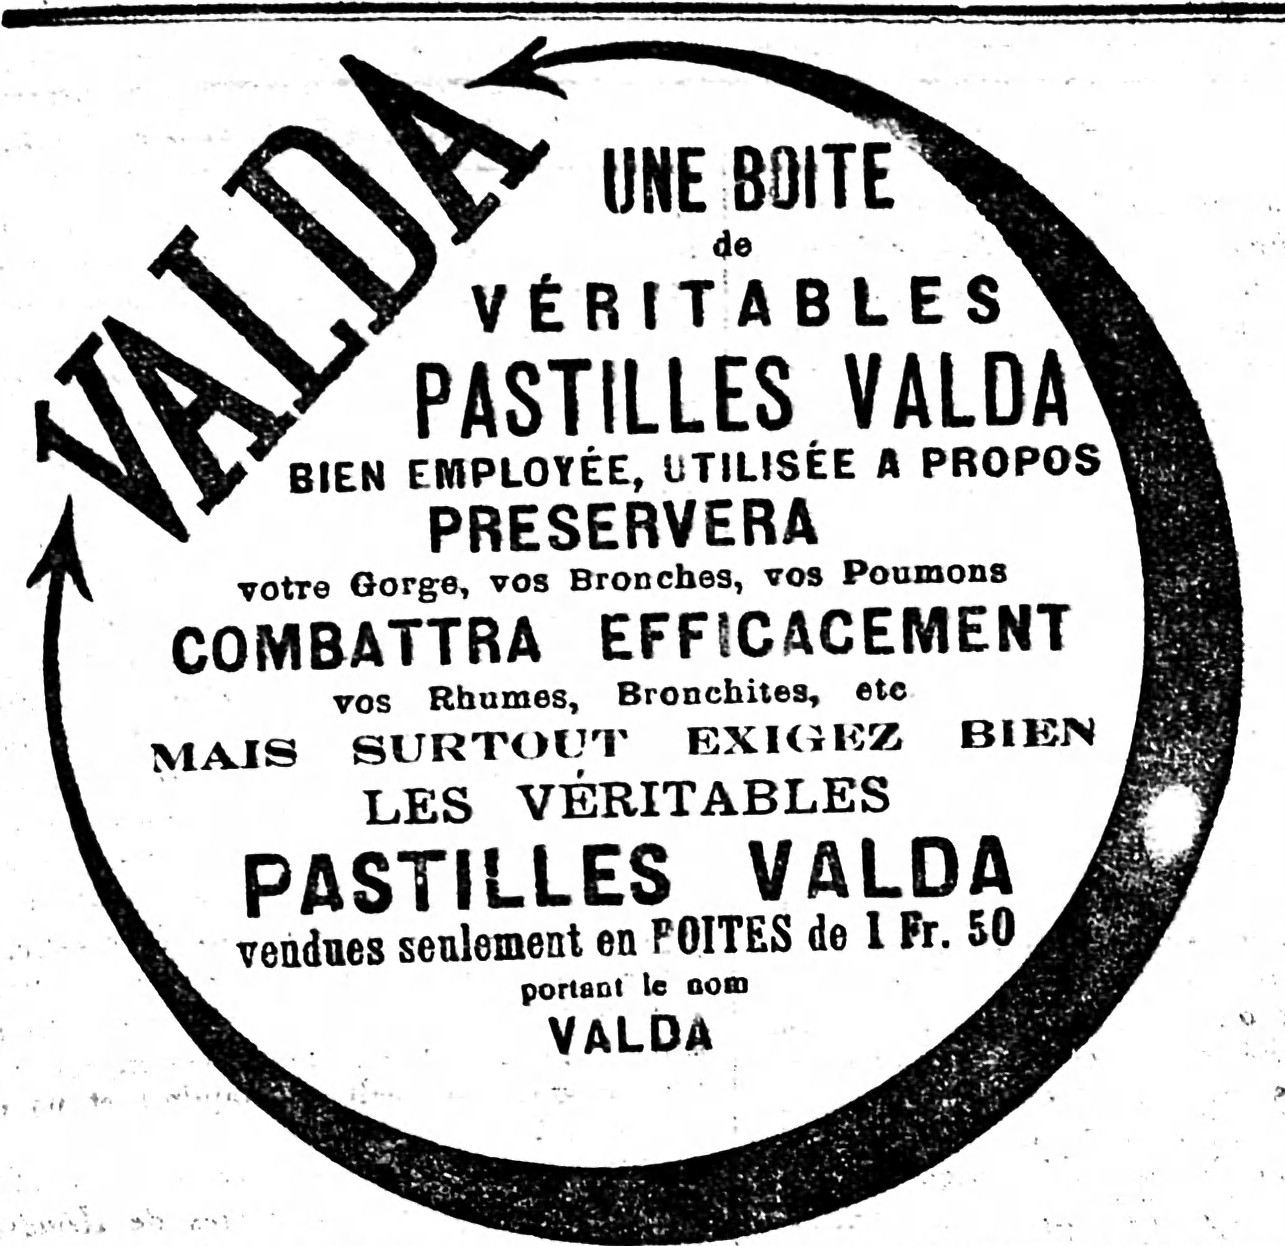 VALDA
UNE BOITE
de
VÉRITABLES
PASTILLES VALDA
BIEN EMPLOYÉE, UTILISÉE A PROPOS
PRESERVERA
votre Gorge, vos Bronches, vos Poumons
COMBATTRA EFFICACEMENT
vos Rhumes, Bronchites, etc
MAIS SURTOUT EXIGEZ BIEN
LES VÉRITABLES
PASTILLES VALDA
vendues seulement en BOITES de 1 Fr. 50
portant le nom
VALDA